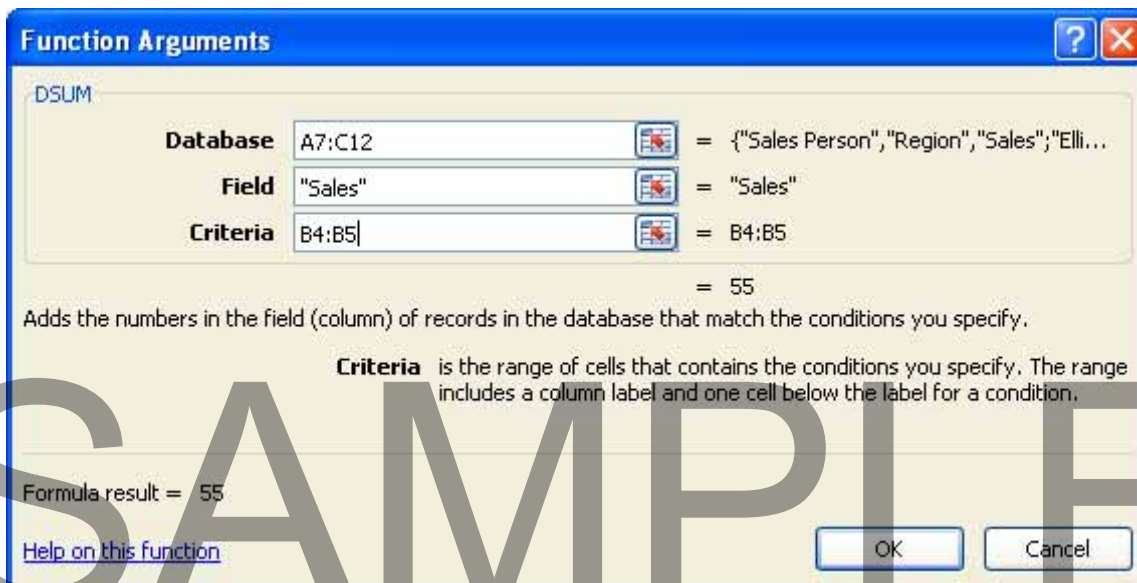 Function Arguments
DSUM
Database A7:C12 = {"Sales Person","Region","Sales";"Elli...
Field "Sales" = "Sales"
Criteria B4:B5 = B4:B5
= 55
Adds the numbers in the field (column) of records in the database that match the conditions you specify.
Criteria is the range of cells that contains the conditions you specify. The range
includes a column label and one cell below the label for a condition.
Formula result = 55
Help on this function OK Cancel
SAMPLE